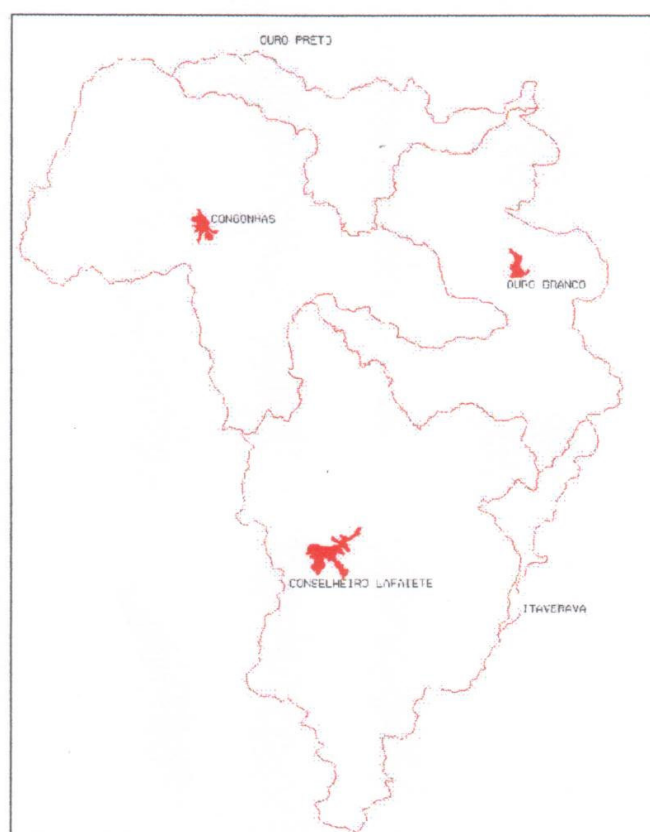 OURO PRETO
CONGONHAS
OURO BRANCO
CONSELHEIRO LAFAIETE
ITAVERAVA